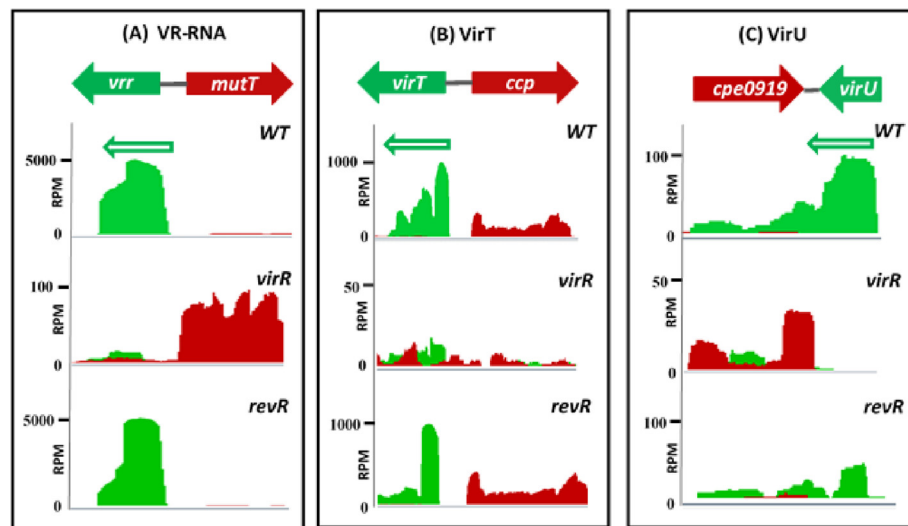 (A) VR-RNA
vrr
mutT
WT
5000
RPM
0
virR
100
RPM
0
revR
5000
RPM
0
(B) VirT
virT
ccp
WT
1000
RPM
0
virR
50
RPM
0
revR
1000
RPM
0
(C) VirU
cpe0919
virU
WT
100
RPM
0
virR
50
RPM
0
revR
100
RPM
0